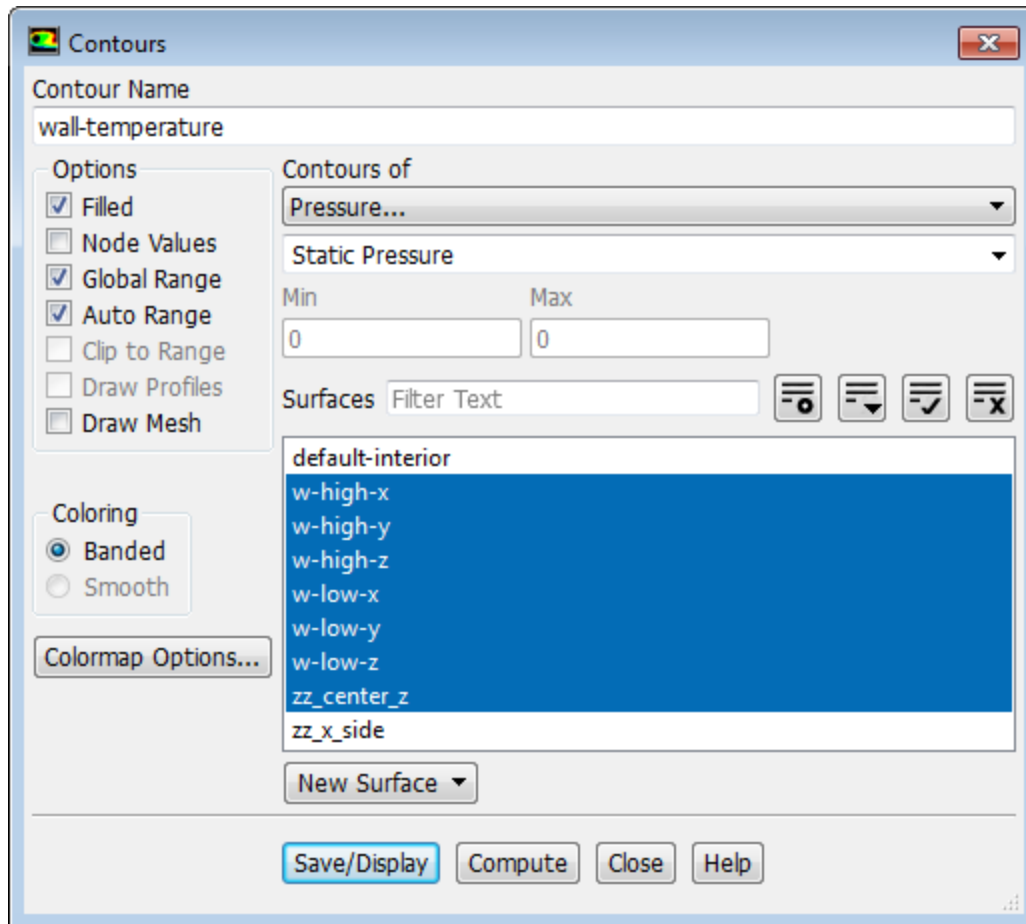 Contours
Contour Name
wall-temperature
Options
Filled
Node Values
Global Range
Auto Range
Clip to Range
Draw Profiles
Draw Mesh
Coloring
Banded
Smooth
Colormap Options...
Contours of
Pressure...
Static Pressure
Min Max
0 0
Surfaces Filter Text
default-interior
w-high-x
w-high-y
w-high-z
w-low-x
w-low-y
w-low-z
zz_center_z
zz_x_side
New Surface
Save/Display Compute Close Help